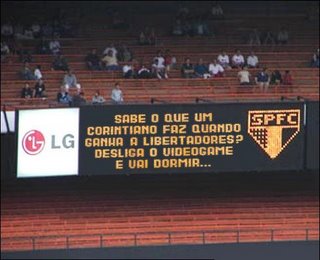 SABE O QUE UM
CORINTIANO FAZ QUANDO
GANHA A LIBERTADORES?
DESLIGA O VIDEOGAME
E VAI DORMIR...
LG
SPFC